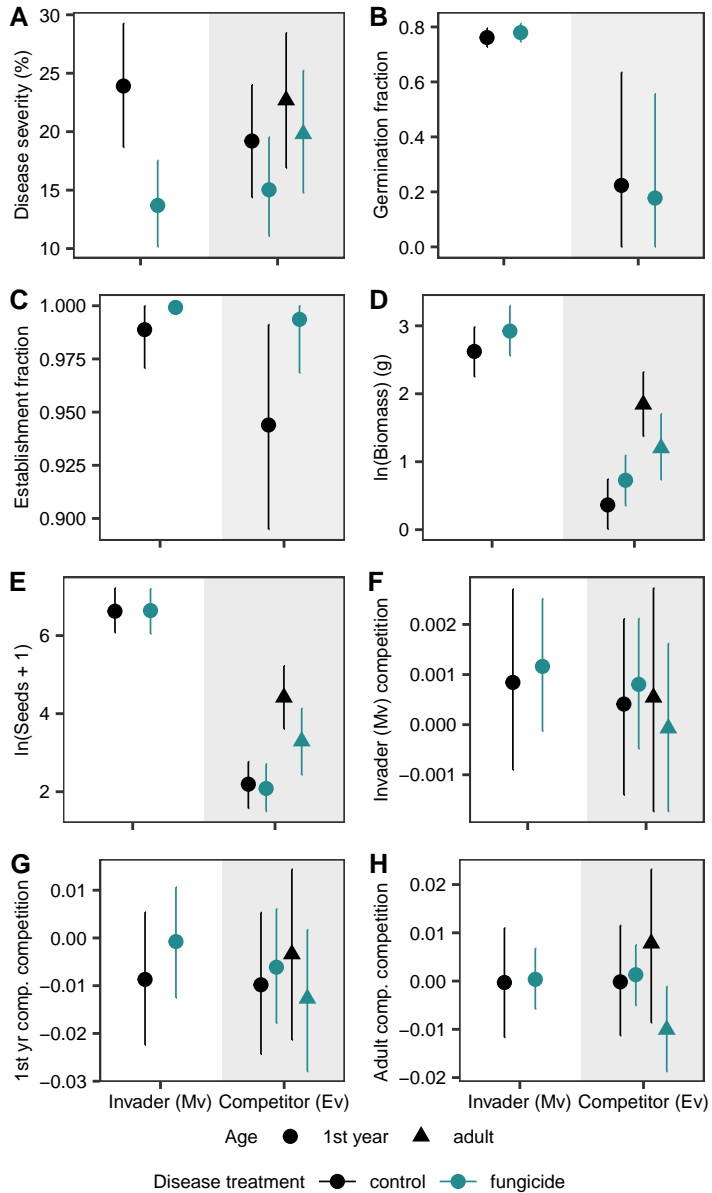 A
Disease severity (%)
30
25
20
15
10
B
Germination fraction
0.8
0.6
0.4
0.2
0.0
C
Establishment fraction
1.000
0.975
0.950
0.925
0.900
D
ln(Biomass) (g)
3
2
1
0
E
ln(Seeds + 1)
6
4
2
F
Invader (Mv) competition
0.002
0.001
0.000
−0.001
G
1st yr comp. competition
0.01
0.00
−0.01
−0.02
−0.03
Invader (Mv) Competitor (Ev)
H
Adult comp. competition
0.02
0.01
0.00
−0.01
−0.02
Invader (Mv) Competitor (Ev)
Age 1st year adult
Disease treatment control fungicide